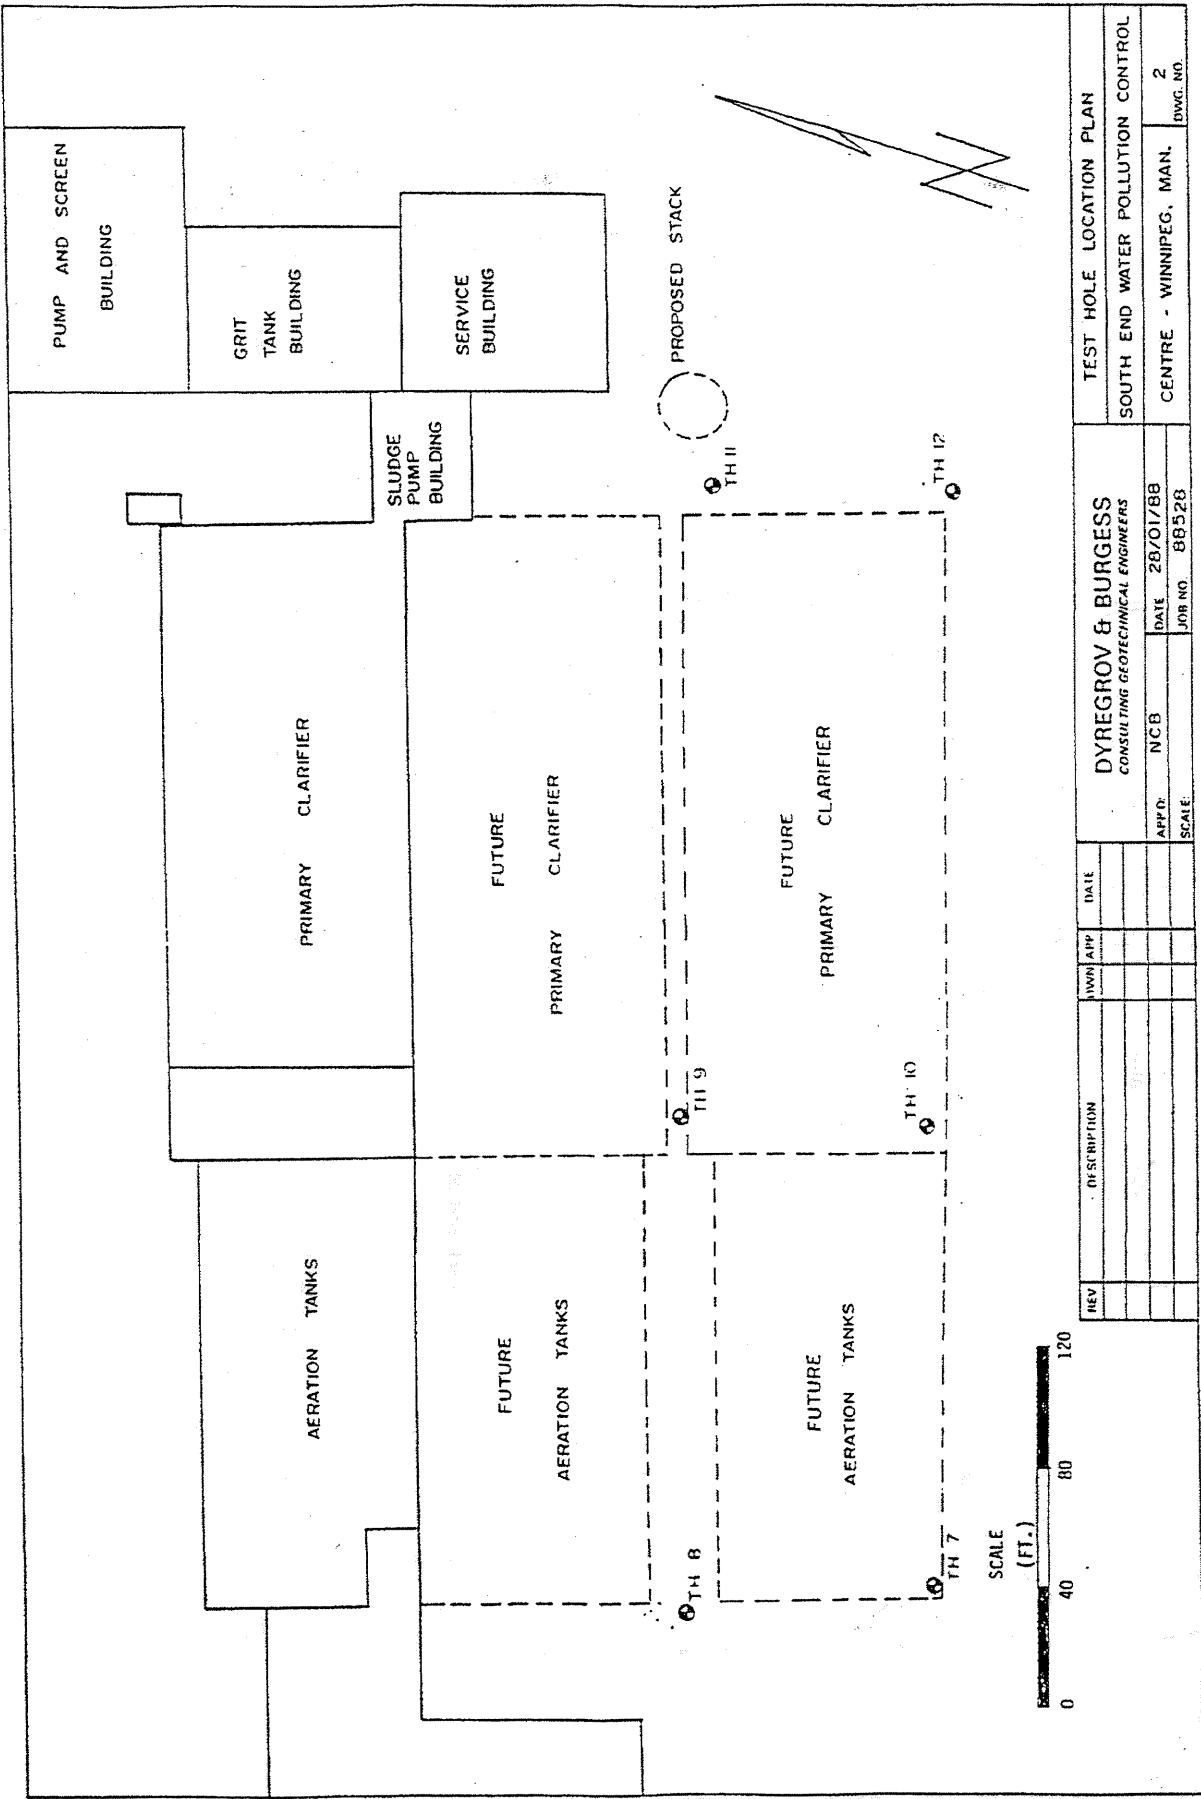 PUMP AND SCREEN
BUILDING
GRIT
TANK
BUILDING
SERVICE
BUILDING
SLUDGE
PUMP
BUILDING
PROPOSED STACK
PRIMARY CLARIFIER
AERATION TANKS
FUTURE
PRIMARY CLARIFIER
FUTURE
AERATION TANKS
FUTURE
PRIMARY CLARIFIER
FUTURE
AERATION TANKS
TH 11
TH 12
TH 9
TH 10
TH 8
TH 7
N
SCALE
(FT.)
0 40 80 120
REV DESCRIPTION DWN APP DATE
DYREGROV & BURGESS
CONSULTING GEOTECHNICAL ENGINEERS
APP'D: NCB DATE 28/01/88
SCALE: JOB NO. 88528
TEST HOLE LOCATION PLAN
SOUTH END WATER POLLUTION CONTROL
CENTRE - WINNIPEG, MAN. 2
DWG. NO.